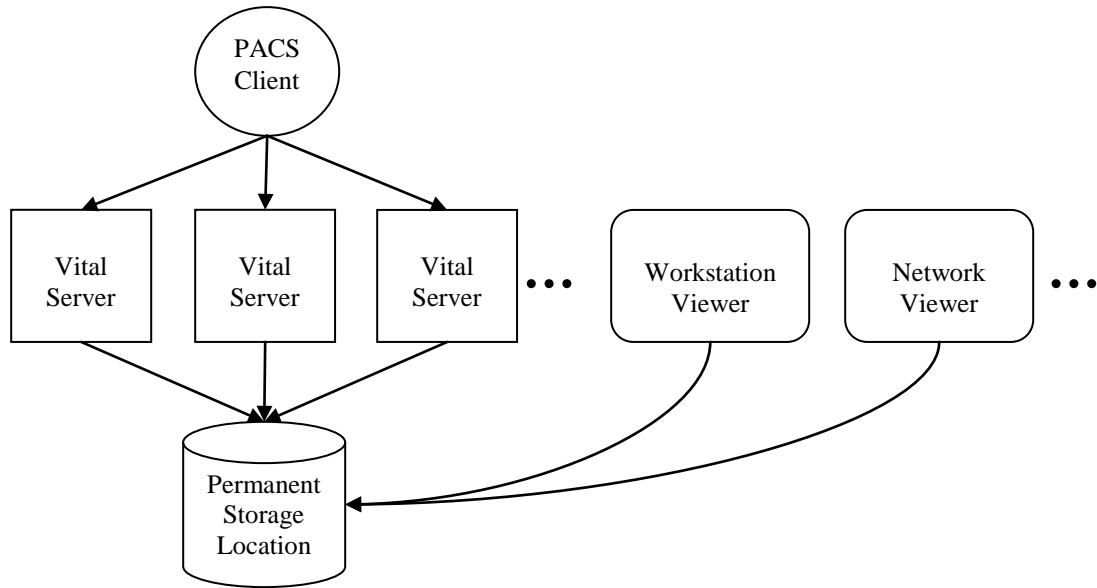 PACS
Client
Vital
Server
Vital
Server
Vital
Server
Workstation
Viewer
Network
Viewer
Permanent
Storage
Location